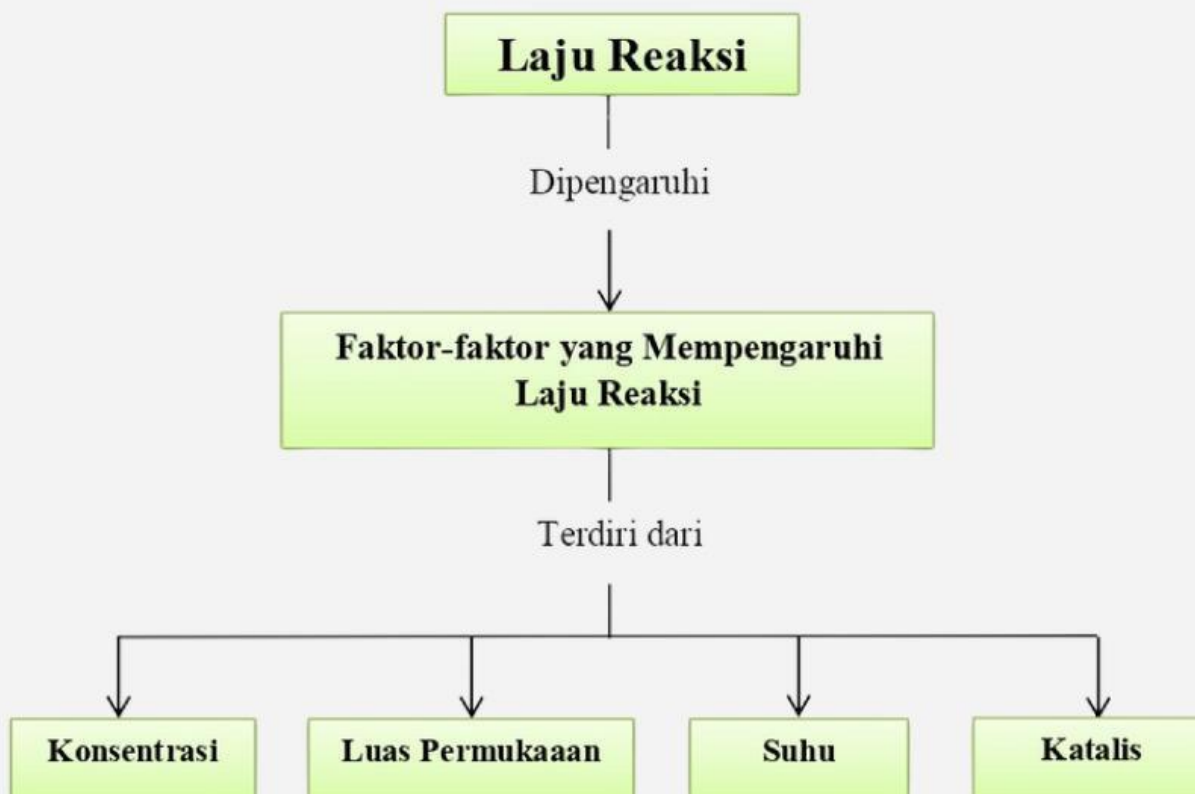 Laju Reaksi
Dipengaruhi
Faktor-faktor yang Mempengaruhi
Laju Reaksi
Terdiri dari
Konsentrasi
Luas Permukaaan
Suhu
Katalis